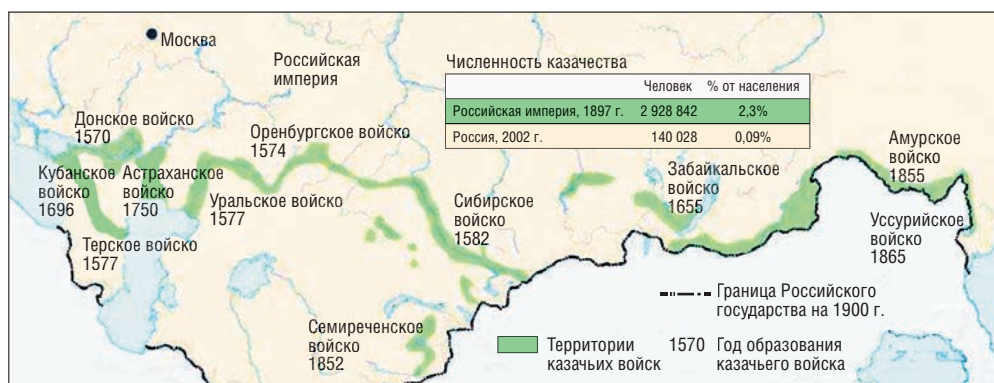 Москва
Российская
империя
Численность казачества
Человек % от населения
Российская империя, 1897 г. 2 928 842 2,3%
Россия, 2002 г. 140 028 0,09%
Донское войско
1570
Оренбургское войско
1574
Кубанское
войско
1696
Астраханское
войско
1750
Уральское войско
1577
Терское войско
1577
Сибирское
войско
1582
Забайкальское
войско
1655
Амурское
войско
1855
Уссурийское
войско
1865
Семиреченское
войско
1852
Граница Российского
государства на 1900 г.
Территории
казачьих войск
1570 Год образования
казачьего войска